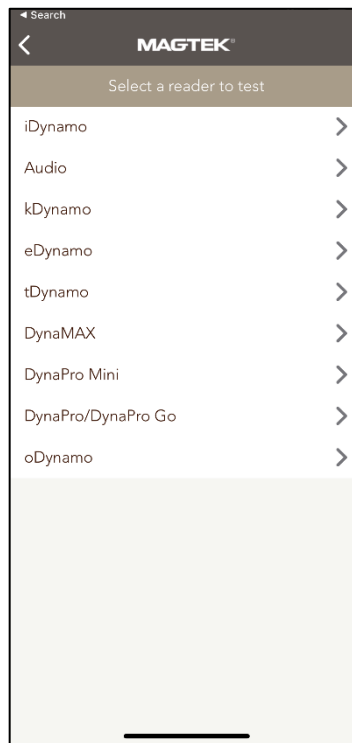 ◄ Search
MAGTEK®
Select a reader to test
iDynamo
Audio
kDynamo
eDynamo
tDynamo
DynaMAX
DynaPro Mini
DynaPro/DynaPro Go
oDynamo